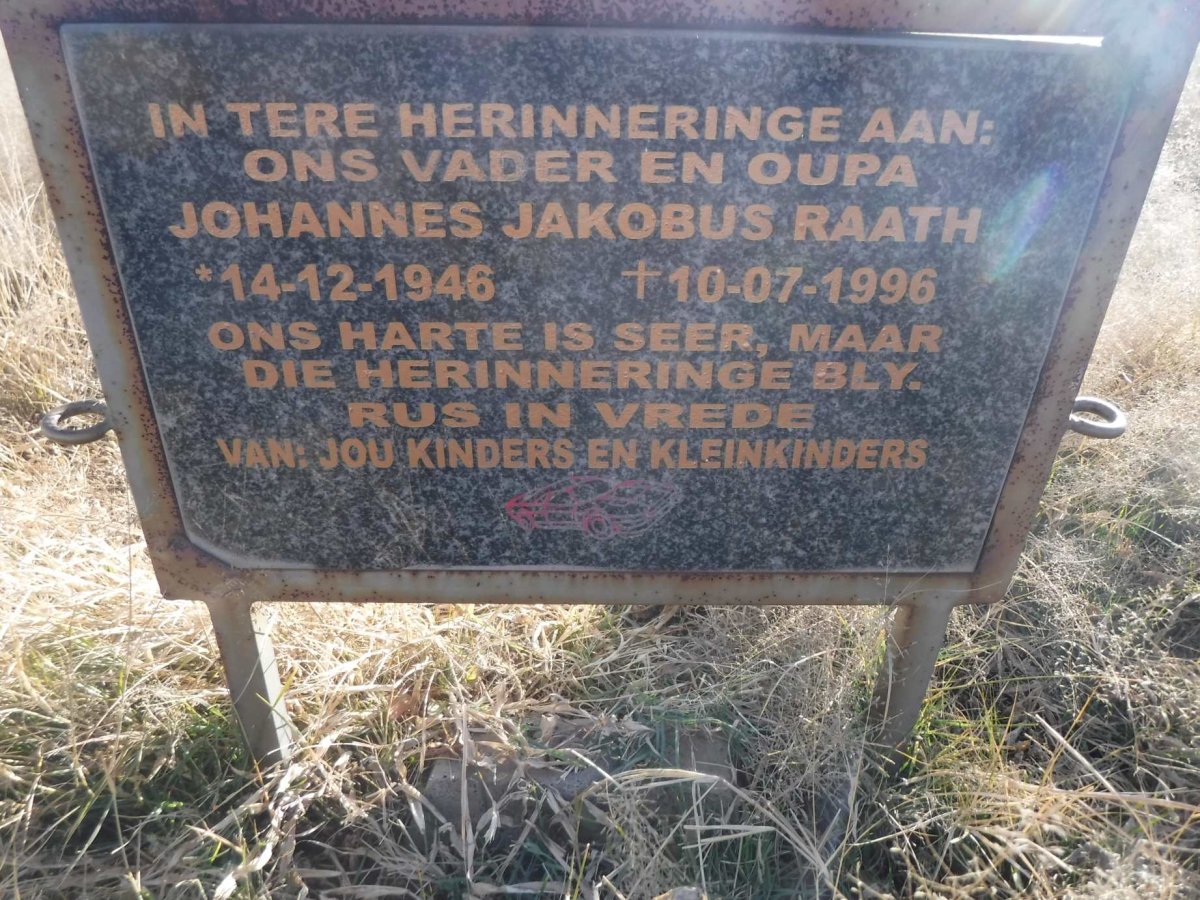 IN TERE HERINNERINGE AAN:
ONS VADER EN OUPA
JOHANNES JAKOBUS RAATH
*14-12-1946 †10-07-1996
ONS HARTE IS SEER, MAAR
DIE HERINNERINGE BLY.
RUS IN VREDE
VAN: JOU KINDERS EN KLEINKINDERS